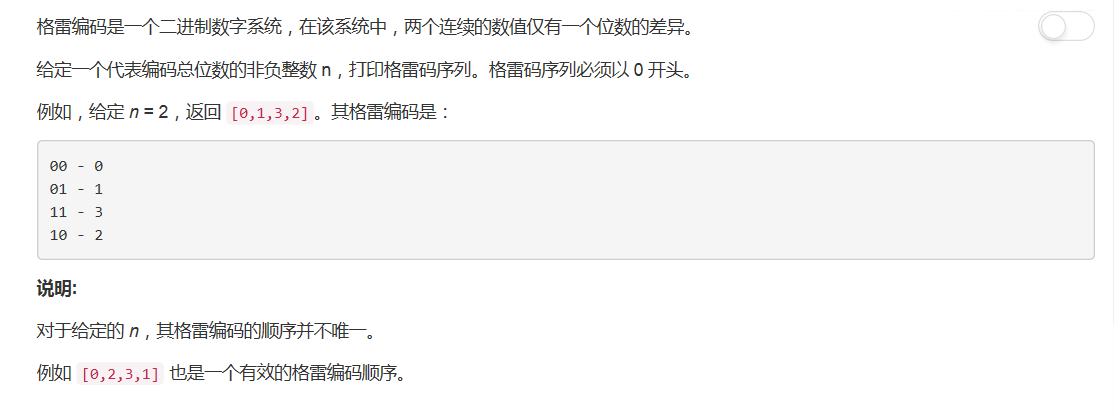 格雷编码是一个二进制数字系统，在该系统中，两个连续的数值仅有一个位数的差异。
给定一个代表编码总位数的非负整数 n，打印格雷码序列。格雷码序列必须以 0 开头。
例如，给定 n = 2，返回 [0,1,3,2]。其格雷编码是：
00 - 0
01 - 1
11 - 3
10 - 2
说明:
对于给定的 n，其格雷编码的顺序并不唯一。
例如 [0,2,3,1] 也是一个有效的格雷编码顺序。